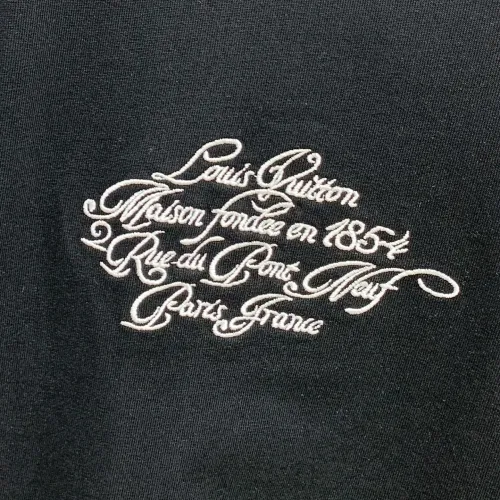 Louis Vuitton
Maison fondée en 1854
2 Rue du Pont Neuf
Paris, France